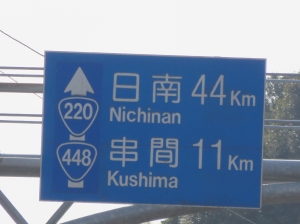 日南 44 Km
220 Nichinan
448 串間 11 Km
Kushima